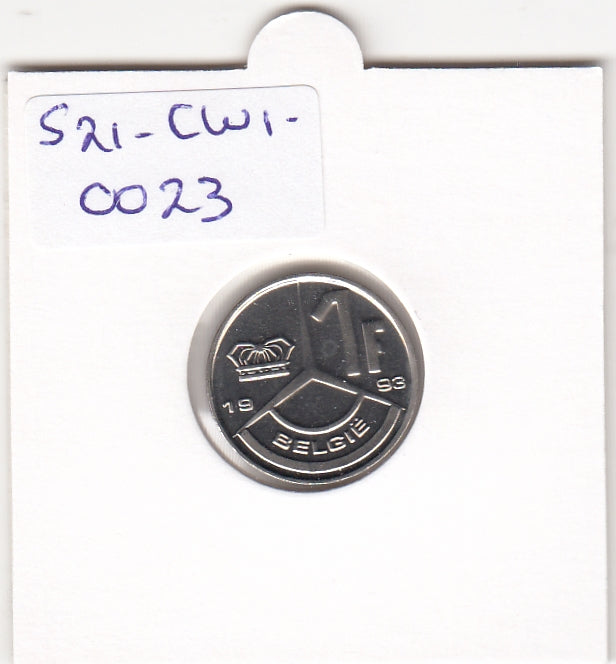 S21-CW1-
0023
1F
19 93
BELGIË